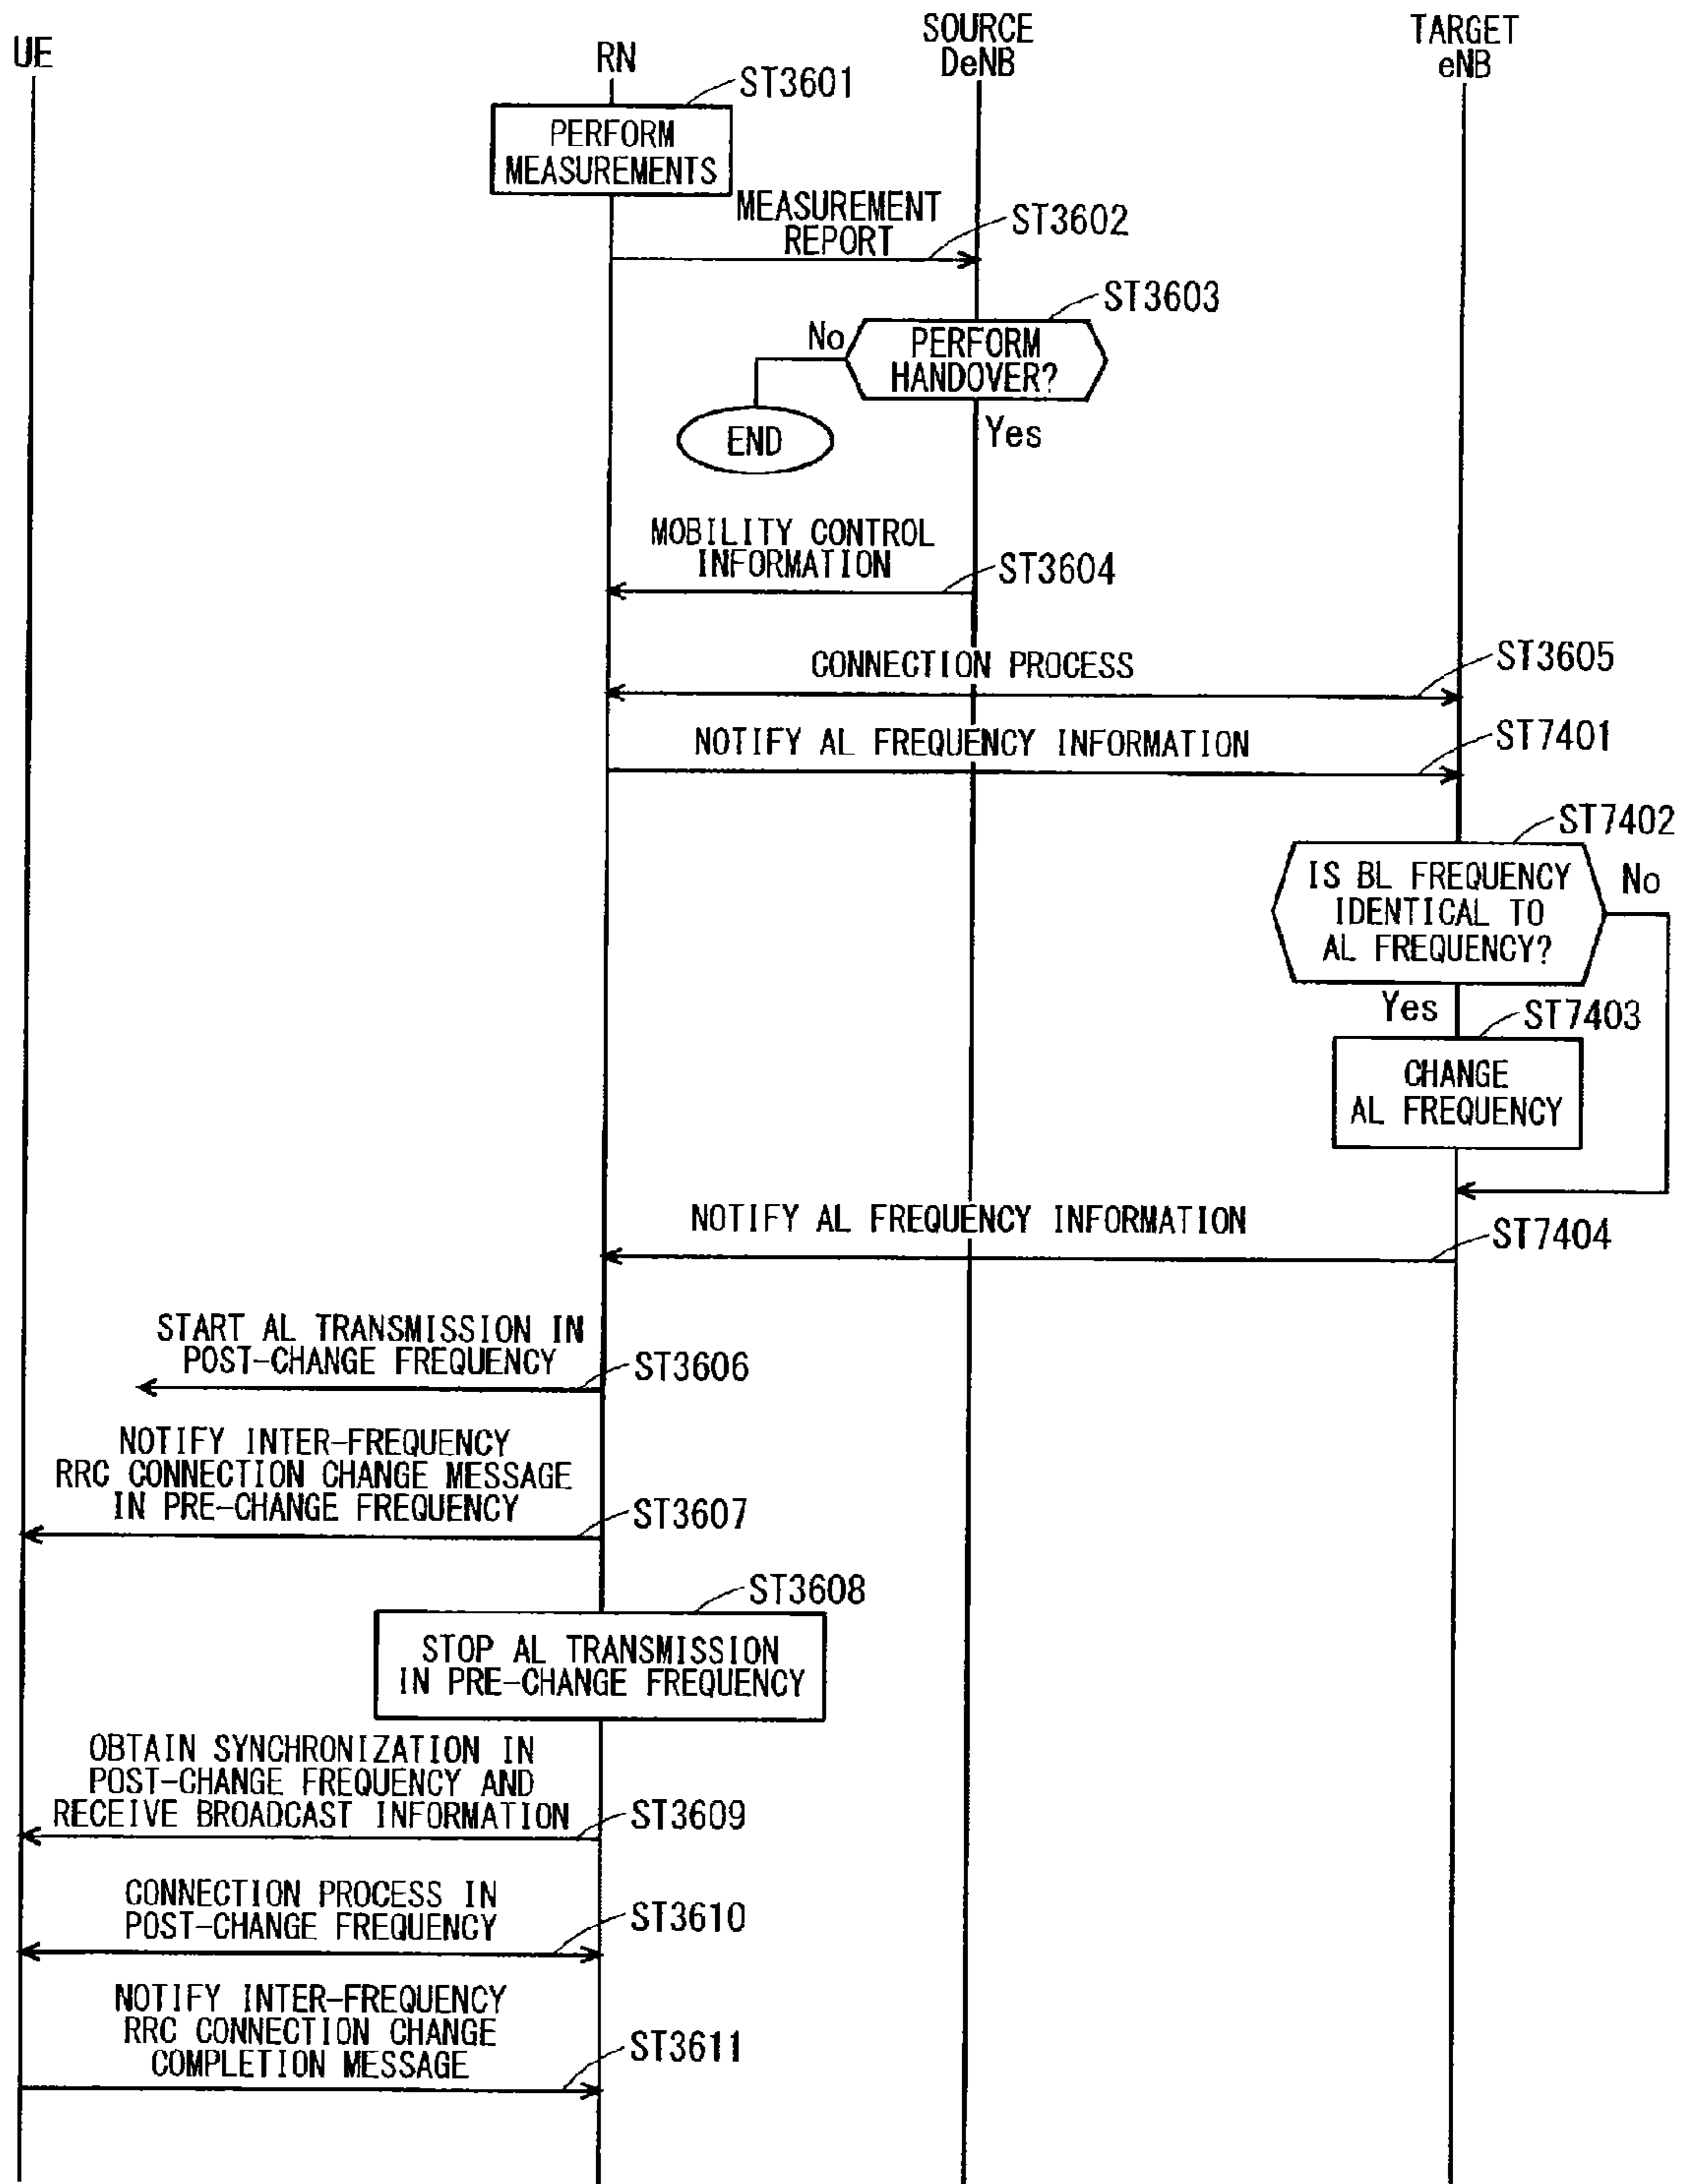 UE
RN
SOURCE
DeNB
TARGET
eNB
ST3601
PERFORM
MEASUREMENTS
MEASUREMENT
REPORT
ST3602
ST3603
No
PERFORM
HANDOVER?
END
Yes
MOBILITY CONTROL
INFORMATION
ST3604
CONNECTION PROCESS
ST3605
NOTIFY AL FREQUENCY INFORMATION
ST7401
ST7402
IS BL FREQUENCY
IDENTICAL TO
AL FREQUENCY?
No
Yes
ST7403
CHANGE
AL FREQUENCY
NOTIFY AL FREQUENCY INFORMATION
ST7404
START AL TRANSMISSION IN
POST-CHANGE FREQUENCY
ST3606
NOTIFY INTER-FREQUENCY
RRC CONNECTION CHANGE MESSAGE
IN PRE-CHANGE FREQUENCY
ST3607
ST3608
STOP AL TRANSMISSION
IN PRE-CHANGE FREQUENCY
OBTAIN SYNCHRONIZATION IN
POST-CHANGE FREQUENCY AND
RECEIVE BROADCAST INFORMATION
ST3609
CONNECTION PROCESS IN
POST-CHANGE FREQUENCY
ST3610
NOTIFY INTER-FREQUENCY
RRC CONNECTION CHANGE
COMPLETION MESSAGE
ST3611